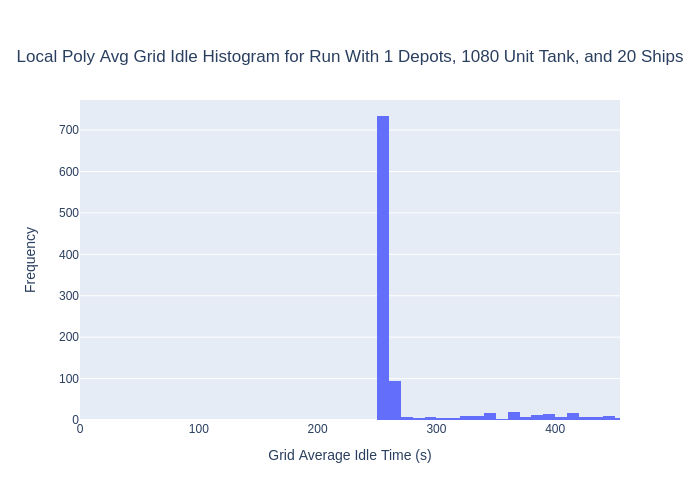 Local Poly Avg Grid Idle Histogram for Run With 1 Depots, 1080 Unit Tank, and 20 Ships
700
600
500
400
300
200
100
0
Frequency
0 100 200 300 400
Grid Average Idle Time (s)